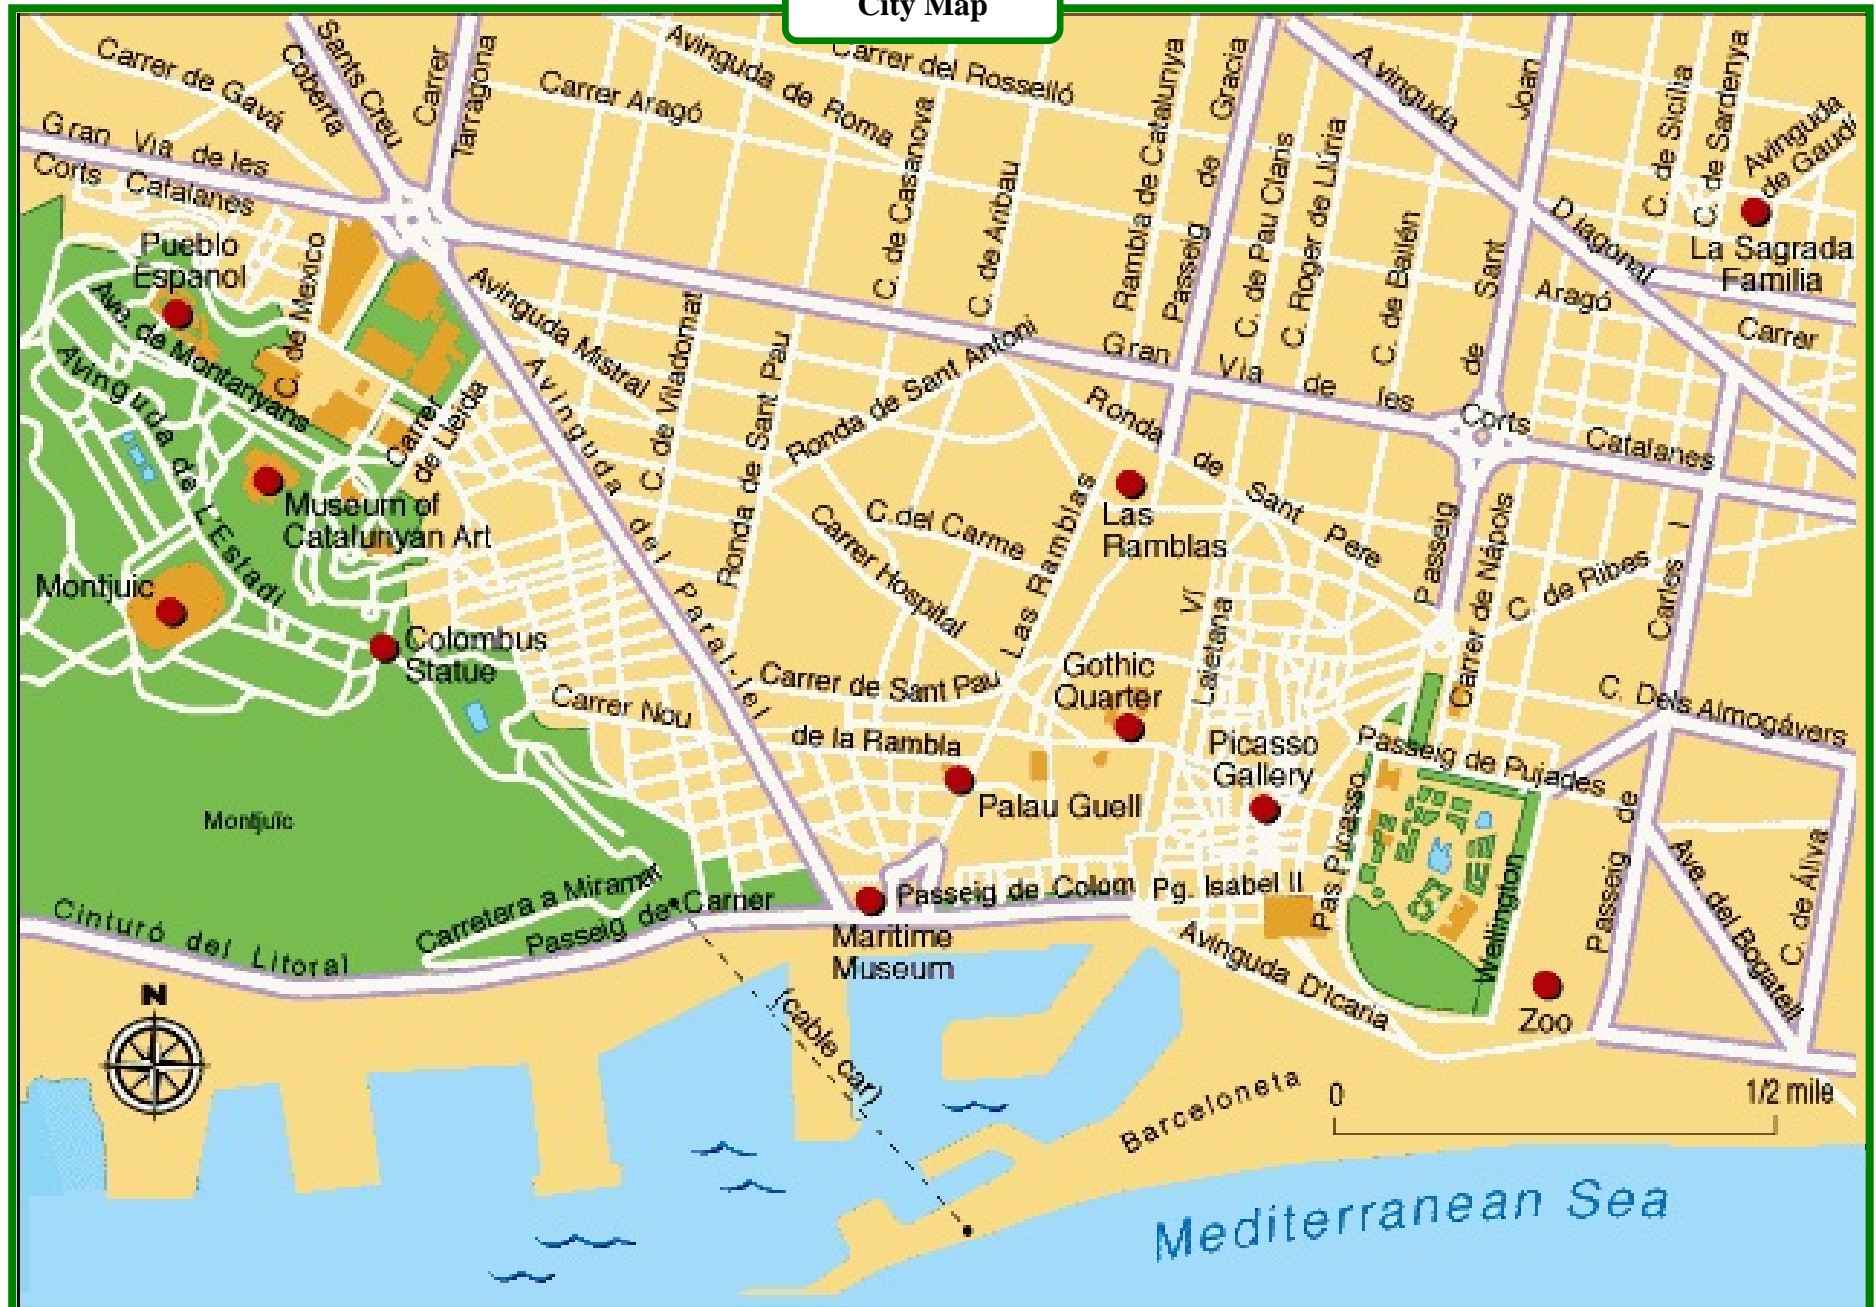 City Map
Carrer de Gavá
Sants Creu
Coberta
Carrer
Tarragona
Carrer Aragó
Avinguda de Roma
Carrer del Rosselló
C. de Casanova
C. de Aribau
Rambla de Catalunya
Passeig de Gracia
C. de Pau Claris
C. Roger de Llúria
C. de Bailén
Avinguda
Diagonal
Joan
Sant
de
Passeig
C. de Sicilia
C. de Sardenya
Avinguda
de Gaudí
La Sagrada
Familia
Aragó
Carrer
Gran Via de les
Corts Catalanes
Pueblo
Espanol
Ave. de Montanyans
C. de Mexico
Avinguda de L'Estadi
Carrer
de Lleida
Museum of
Catalunyan Art
Montjuic
Colombus
Statue
Avinguda Mistral
Avinguda del Paral-lel
C. de Viladomat
Ronda de Sant Pau
Ronda de Sant Antoni
Gran Via de les Corts Catalanes
Ronda de Sant Pere
C.del Carme
Carrer Hospital
Las Ramblas
Las
Ramblas
Vi
Laietana
Carrer de Nápols
C. de Ribes
Carles I
Passeig de
Carrer de Sant Pau
Carrer Nou
de la Rambla
Gothic
Quarter
Palau Guell
Picasso
Gallery
Pas Picasso
Passeig de Pujades
C. Dels Almogávers
Wellington
Ave. del Bogatell
C. de Áliva
Zoo
Montjuïc
Cinturó del Litoral
Carretera a Miramar
Passeig de Carner
Passeig de Colom
Pg. Isabel II
Maritime
Museum
Avinguda D'Icaria
N
(cable car)
Barceloneta
0
1/2 mile
Mediterranean Sea